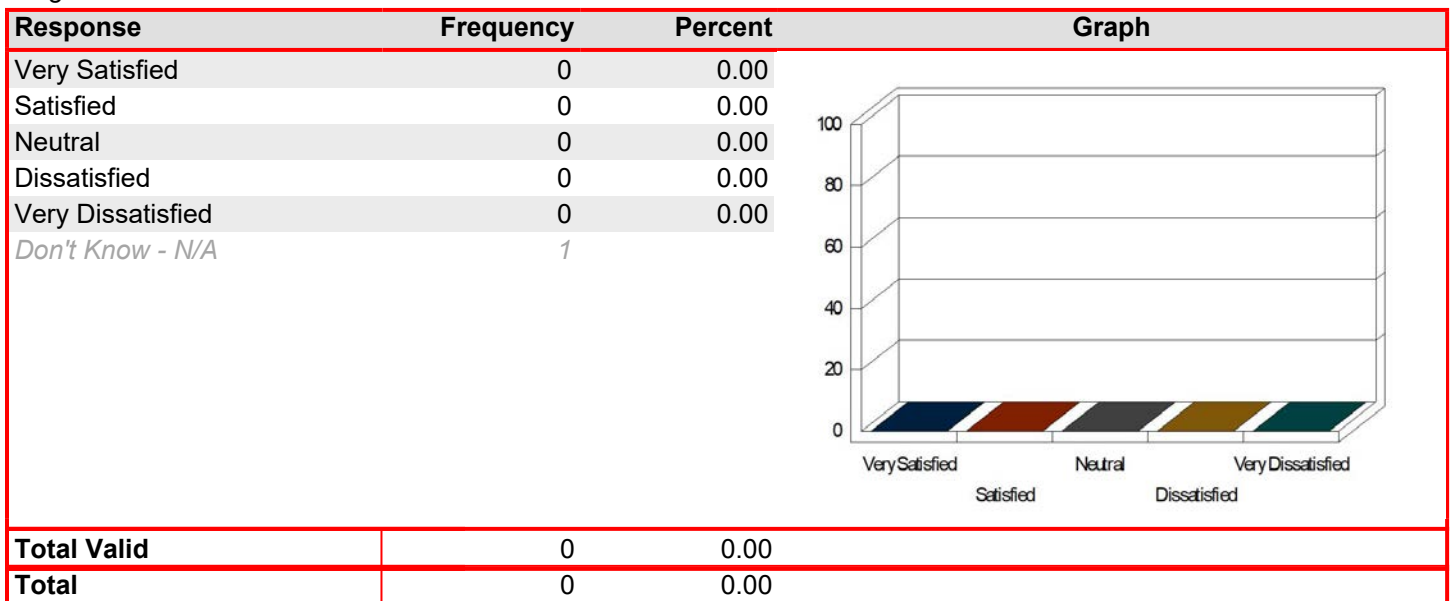 Response Frequency Percent Graph
Very Satisfied 0 0.00
Satisfied 0 0.00
Neutral 0 0.00
Dissatisfied 0 0.00
Very Dissatisfied 0 0.00
Don't Know - N/A 1
100
80
60
40
20
0
Very Satisfied Neutral Very Dissatisfied
Satisfied Dissatisfied
Total Valid 0 0.00
Total 0 0.00